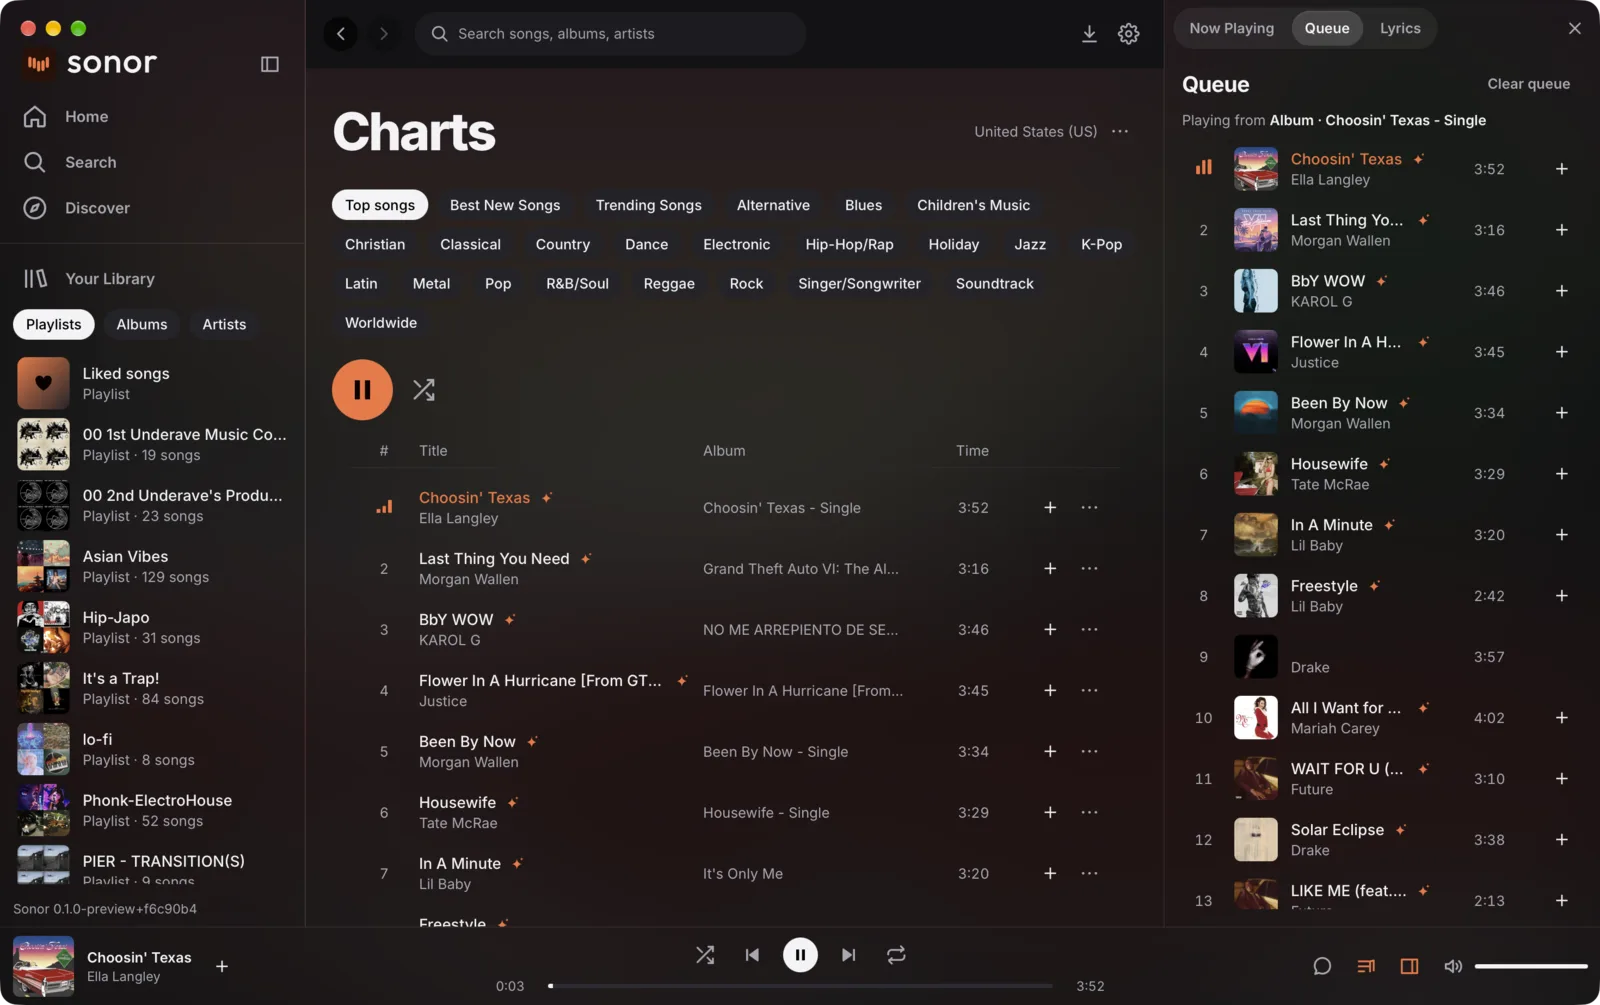 sonor
Home
Search
Discover
Your Library
Playlists Albums Artists
Liked songs
Playlist
00 1st Underave Music Co...
Playlist · 19 songs
00 2nd Underave's Produ...
Playlist · 23 songs
Asian Vibes
Playlist · 129 songs
Hip-Japo
Playlist · 31 songs
It's a Trap!
Playlist · 84 songs
lo-fi
Playlist · 8 songs
Phonk-ElectroHouse
Playlist · 52 songs
PIER - TRANSITION(S)
Playlist · 9 songs
Sonor 0.1.0-preview+f6c90b4
Search songs, albums, artists
Charts
United States (US)
Top songs Best New Songs Trending Songs Alternative Blues Children's Music
Christian Classical Country Dance Electronic Hip-Hop/Rap Holiday Jazz K-Pop
Latin Metal Pop R&B/Soul Reggae Rock Singer/Songwriter Soundtrack
Worldwide
# Title Album Time
Choosin' Texas
Ella Langley
Choosin' Texas - Single 3:52
2 Last Thing You Need
Morgan Wallen
Grand Theft Auto VI: The Al... 3:16
3 BbY WOW
KAROL G
NO ME ARREPIENTO DE SE... 3:46
4 Flower In A Hurricane [From GT...
Justice
Flower In A Hurricane [From... 3:45
5 Been By Now
Morgan Wallen
Been By Now - Single 3:34
6 Housewife
Tate McRae
Housewife - Single 3:29
7 In A Minute
Lil Baby
It's Only Me 3:20
Freestyle
Now Playing Queue Lyrics
Queue
Clear queue
Playing from Album · Choosin' Texas - Single
Choosin' Texas
Ella Langley
3:52
2 Last Thing Yo...
Morgan Wallen
3:16
3 BbY WOW
KAROL G
3:46
4 Flower In A H...
Justice
3:45
5 Been By Now
Morgan Wallen
3:34
6 Housewife
Tate McRae
3:29
7 In A Minute
Lil Baby
3:20
8 Freestyle
Lil Baby
2:42
9 Drake
3:57
10 All I Want for ...
Mariah Carey
4:02
11 WAIT FOR U (...
Future
3:10
12 Solar Eclipse
Drake
3:38
13 LIKE ME (feat....
Future
2:13
Choosin' Texas
Ella Langley
0:03
3:52